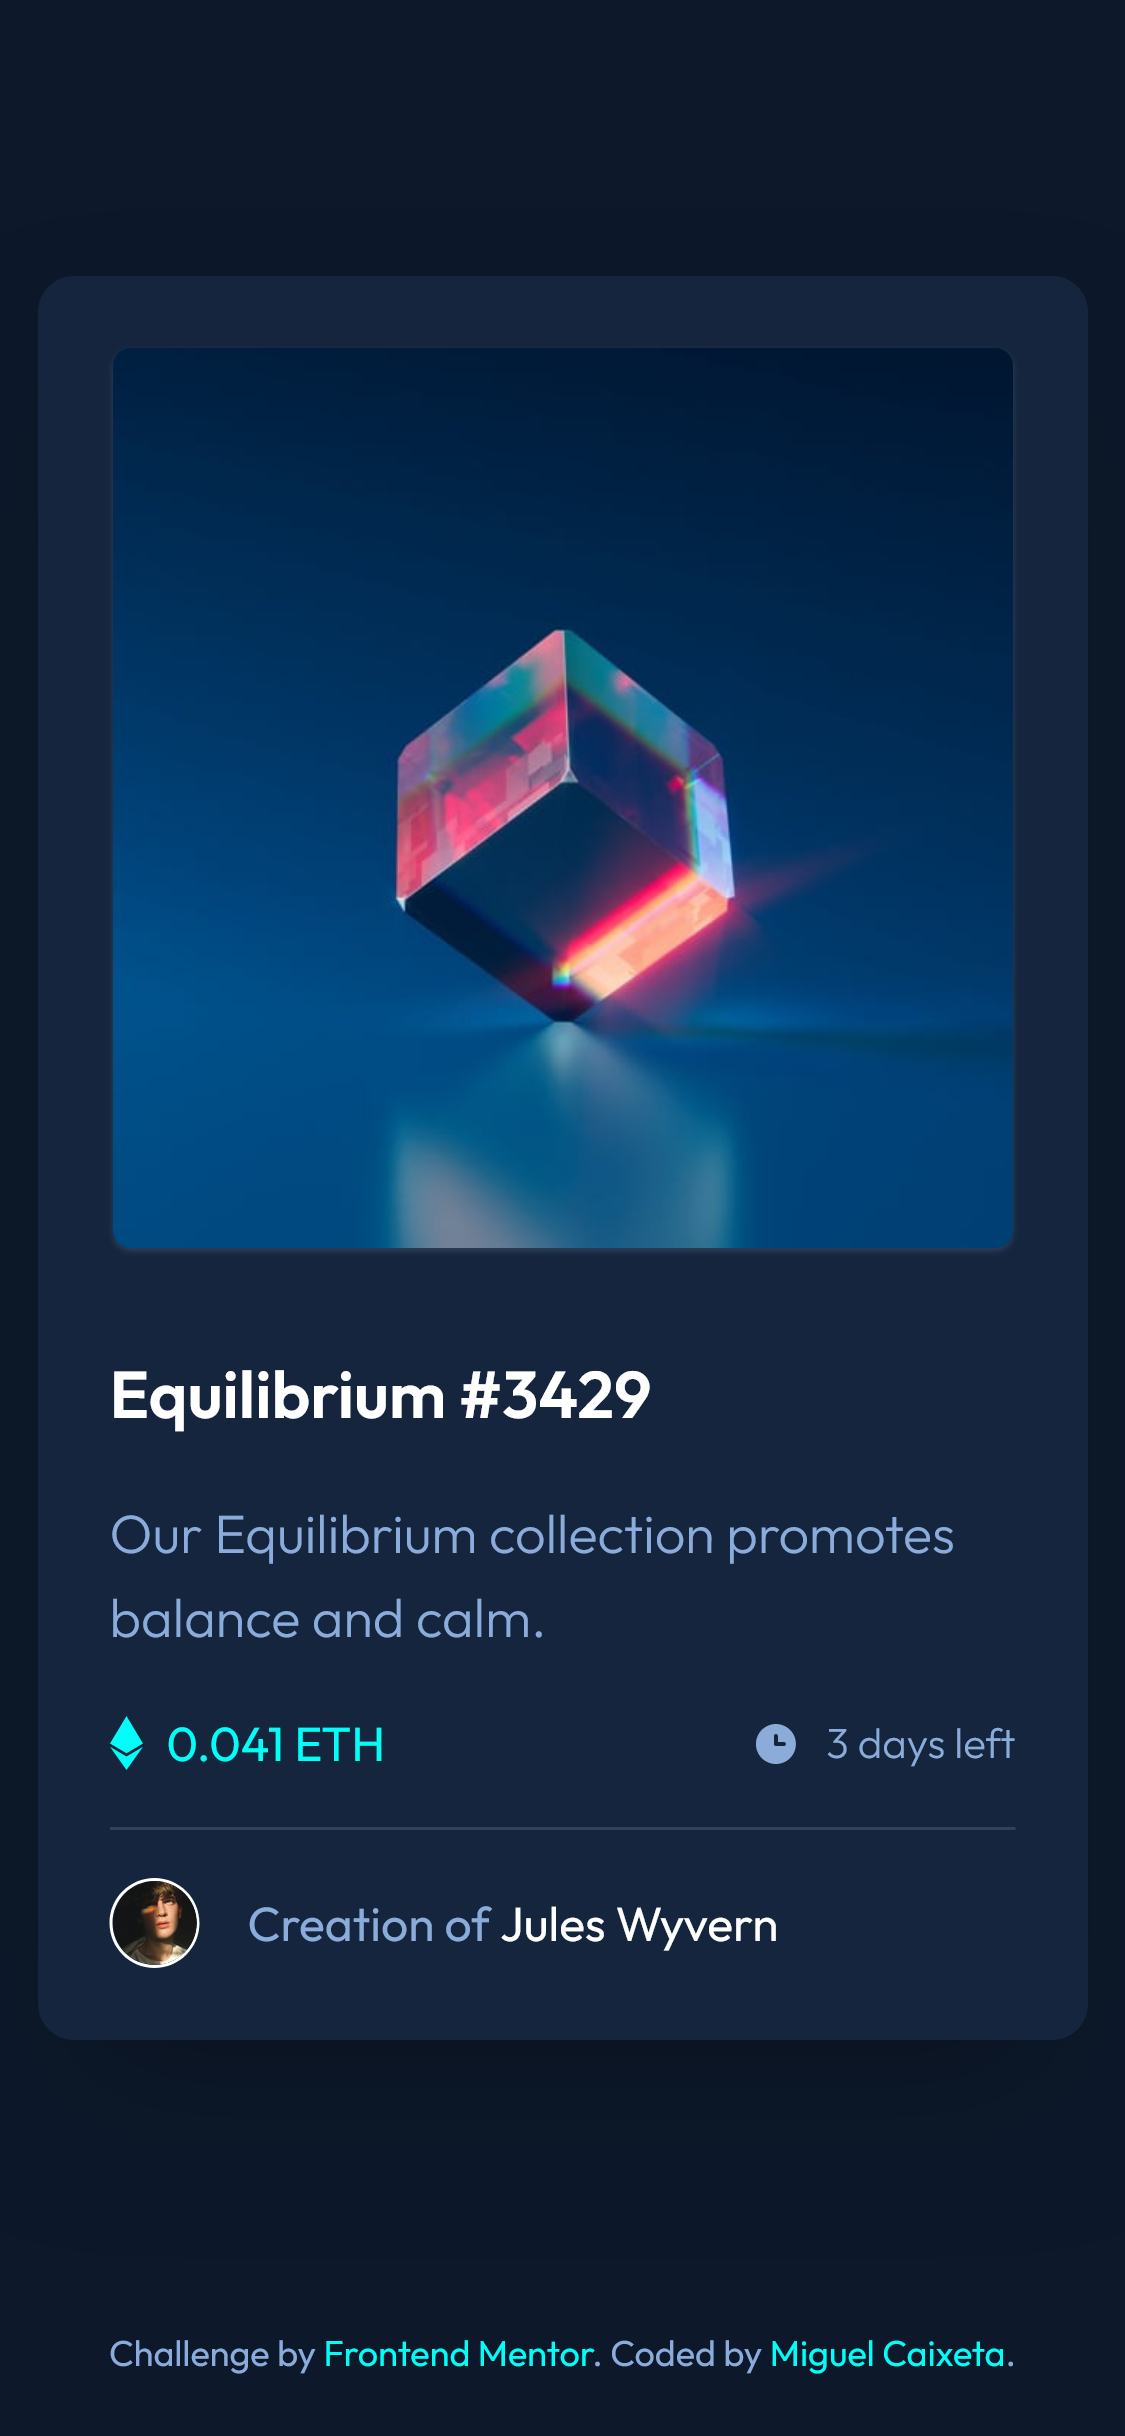 Equilibrium #3429
Our Equilibrium collection promotes
balance and calm.
0.041 ETH
3 days left
Creation of Jules Wyvern
Challenge by Frontend Mentor. Coded by Miguel Caixeta.